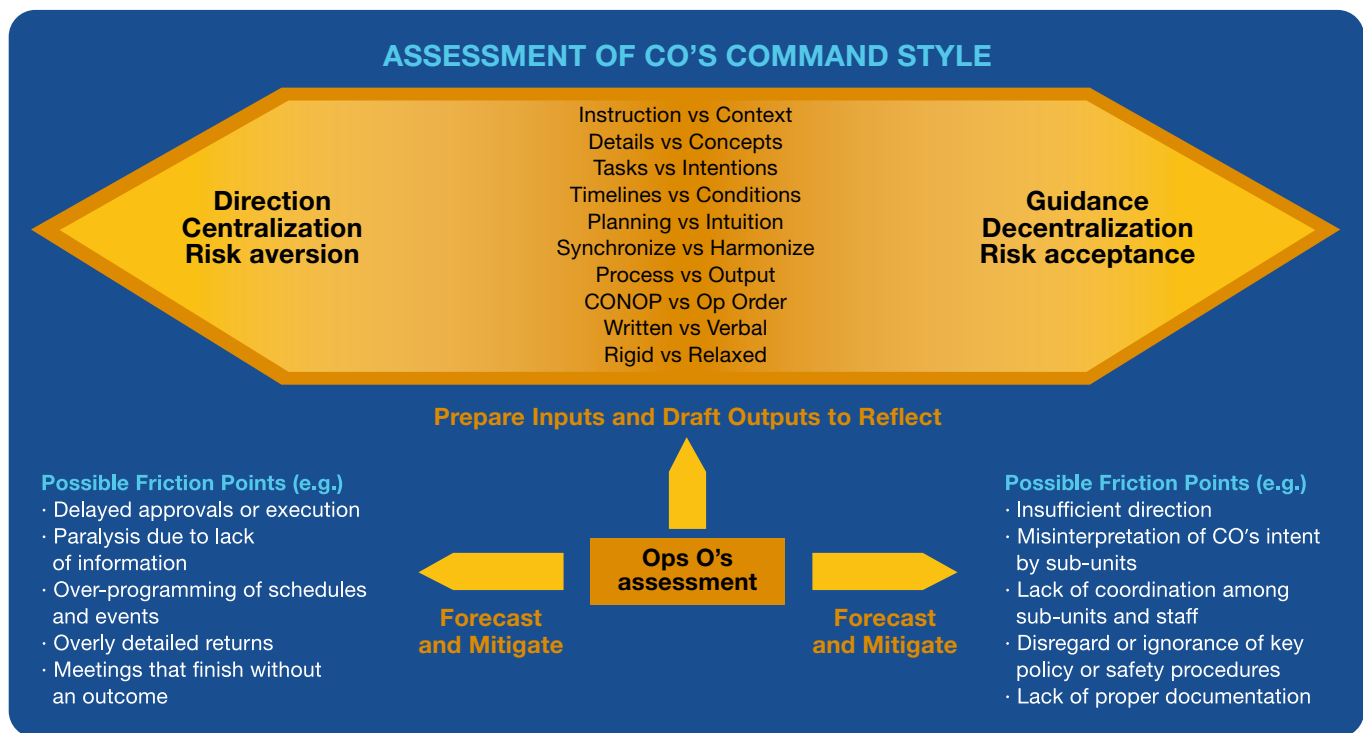 ASSESSMENT OF CO'S COMMAND STYLE
Direction
Centralization
Risk aversion
Instruction vs Context
Details vs Concepts
Tasks vs Intentions
Timelines vs Conditions
Planning vs Intuition
Synchronize vs Harmonize
Process vs Output
CONOP vs Op Order
Written vs Verbal
Rigid vs Relaxed
Guidance
Decentralization
Risk acceptance
Prepare Inputs and Draft Outputs to Reflect
Possible Friction Points (e.g.)
· Delayed approvals or execution
· Paralysis due to lack
of information
· Over-programming of schedules
and events
· Overly detailed returns
· Meetings that finish without
an outcome
Forecast
and Mitigate
Ops O's
assessment
Forecast
and Mitigate
Possible Friction Points (e.g.)
· Insufficient direction
· Misinterpretation of CO's intent
by sub-units
· Lack of coordination among
sub-units and staff
· Disregard or ignorance of key
policy or safety procedures
· Lack of proper documentation